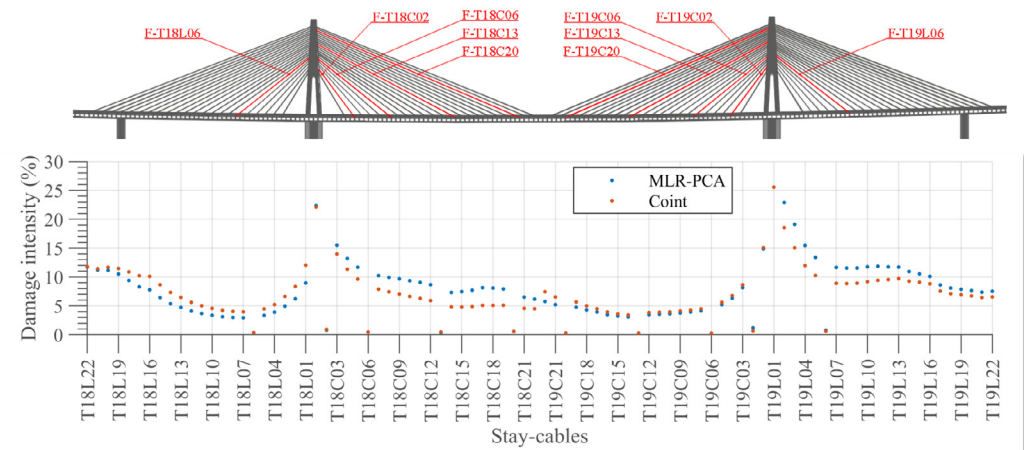 F-T18L06
F-T18C02
F-T18C06
F-T18C13
F-T18C20
F-T19C06
F-T19C13
F-T19C20
F-T19C02
F-T19L06
Damage intensity (%)
30
25
20
15
10
5
0
MLR-PCA
Coint
T18L22
T18L19
T18L16
T18L13
T18L10
T18L07
T18L04
T18L01
T18C03
T18C06
T18C09
T18C12
T18C15
T18C18
T18C21
T19C21
T19C18
T19C15
T19C12
T19C09
T19C06
T19C03
T19L01
T19L04
T19L07
T19L10
T19L13
T19L16
T19L19
T19L22
Stay-cables